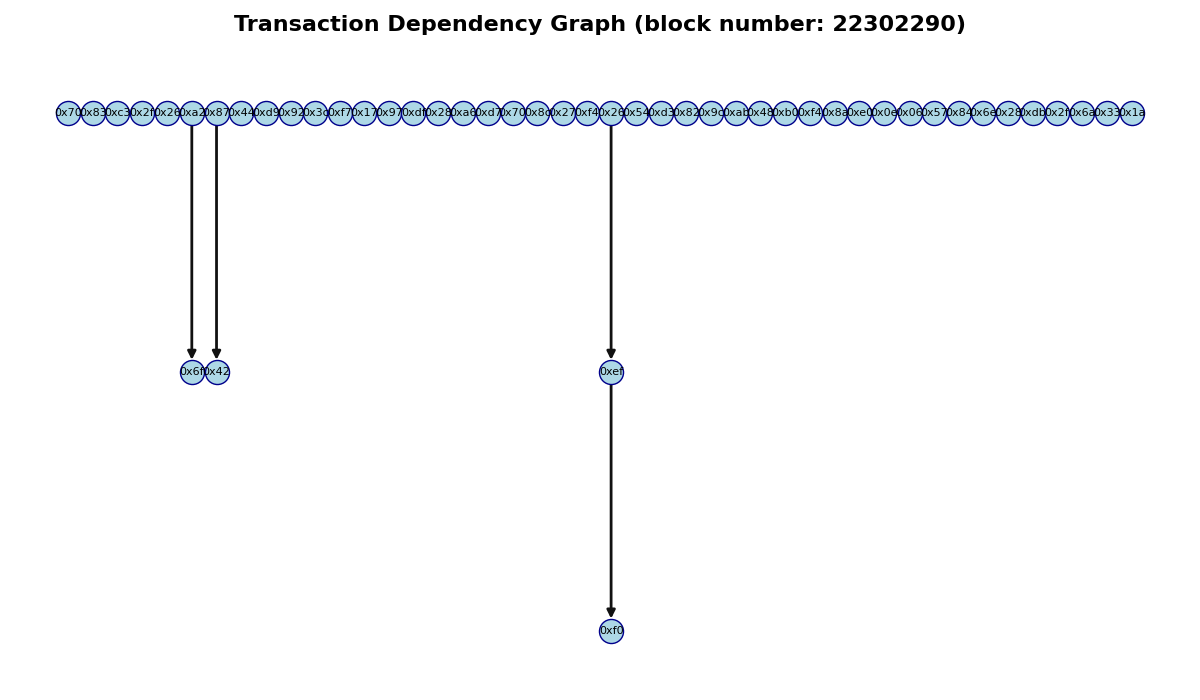 Transaction Dependency Graph (block number: 22302290)
0x70 0x83 0xc3 0x2f 0x26 0xa2 0x87 0x44 0xd9 0x92 0x3c 0xf7 0x17 0x97 0xdf 0x28 0xa6 0xd7 0x70 0x8c 0x27 0xf4 0x26 0x54 0xd3 0x82 0x9c 0xab 0x48 0xb0 0xf4 0x8a 0xe0 0x0e 0x06 0x57 0x84 0x6e 0x28 0xdb 0x2f 0x6a 0x33 0x1a
0x6f 0x42 0xef
0xf0